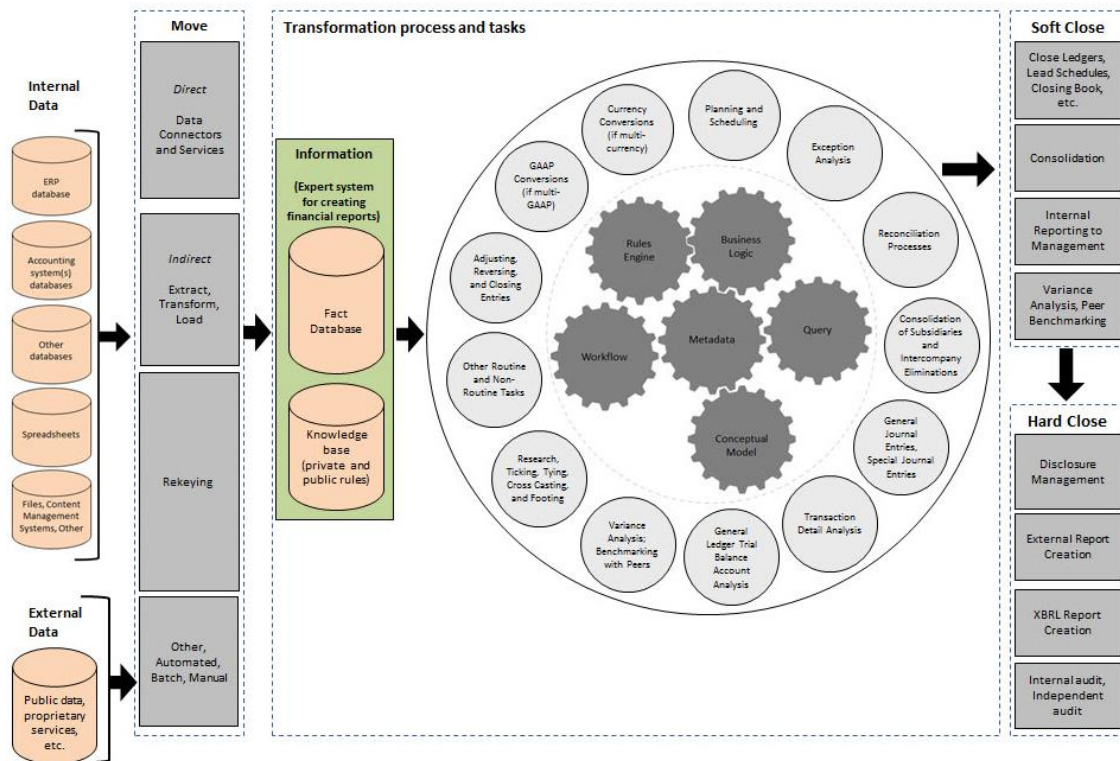 Internal
Data
ERP
database
Accounting
system(s)
databases
Other
databases
Spreadsheets
Files, Content
Management
Systems, Other
External
Data
Public data,
proprietary
services,
etc.
Move
Direct
Data
Connectors
and Services
Indirect
Extract,
Transform,
Load
Rekeying
Other,
Automated,
Batch, Manual
Transformation process and tasks
Information
(Expert system
for creating
financial reports)
Fact
Database
Knowledge
base
(private and
public rules)
Planning and
Scheduling
Exception
Analysis
Reconciliation
Processes
Consolidation
of Subsidiaries
and
Intercompany
Eliminations
General
Journal
Entries,
Special Journal
Entries
Transaction
Detail Analysis
General
Ledger Trial
Balance
Account
Analysis
Variance
Analysis;
Benchmarking
with Peers
Research,
Ticking, Tying,
Cross Casting,
and Footing
Other Routine
and Non-
Routine Tasks
Adjusting,
Reversing,
and Closing
Entries
GAAP
Conversions
(if multi-
GAAP)
Currency
Conversions
(if multi-
currency)
Rules
Engine
Business
Logic
Workflow
Metadata
Query
Conceptual
Model
Soft Close
Close Ledgers,
Lead Schedules,
Closing Book,
etc.
Consolidation
Internal
Reporting to
Management
Variance
Analysis, Peer
Benchmarking
Hard Close
Disclosure
Management
External Report
Creation
XBRL Report
Creation
Internal audit,
Independent
audit